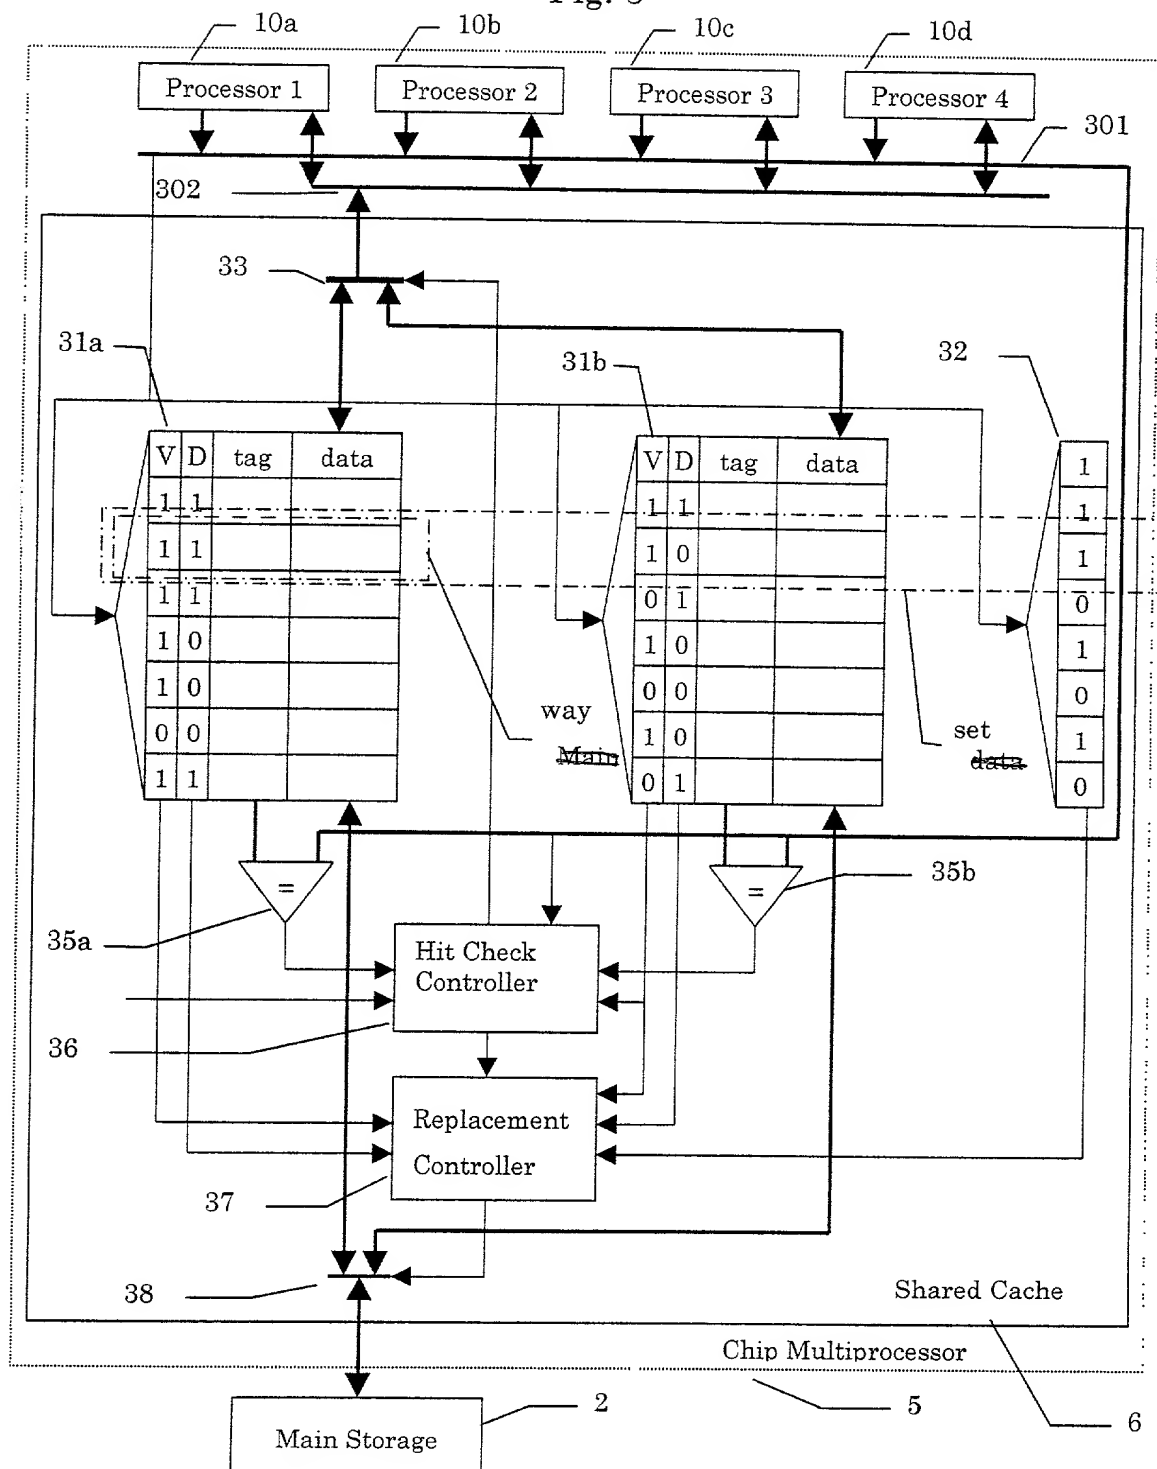 10a 10b 10c 10d
Processor 1 Processor 2 Processor 3 Processor 4
301
302
33
31a 31b 32
V D tag data V D tag data 1
1 1 1 1 1
1 1 1 0 1
1 1 0 1 0
1 0 1 0 1
1 0 0 0 0
0 0 1 0 1
1 1 0 1 0
way
Main
set
data
= =
35a 35b
Hit Check
Controller
36
Replacement
Controller
37
38
Shared Cache
Chip Multiprocessor
2 5 6
Main Storage